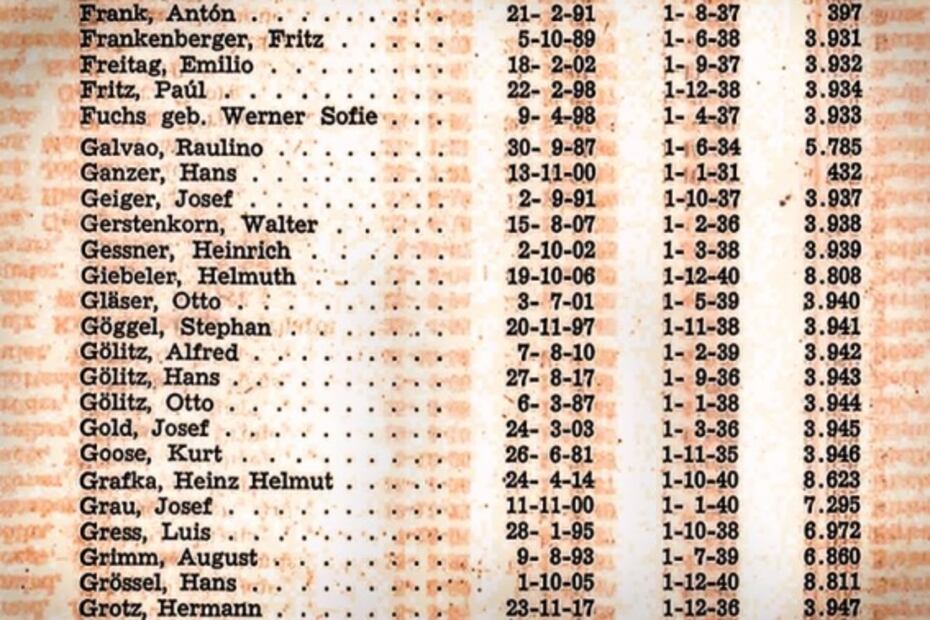 Frank, Antón . . . . . . . . . 21- 2-91 1- 8-37 397
Frankenberger, Fritz . . . . . 5-10-89 1- 6-38 3.931
Freitag, Emilio . . . . . . . . 18- 2-02 1- 9-37 3.932
Fritz, Paúl . . . . . . . . . . 22- 2-98 1-12-38 3.934
Fuchs geb. Werner Sofie . . . 9- 4-98 1- 4-37 3.933
Galvao, Raulino . . . . . . . . 30- 9-87 1- 6-34 5.785
Ganzer, Hans . . . . . . . . . 13-11-00 1- 1-31 432
Geiger, Josef . . . . . . . . . 2- 9-91 1-10-37 3.937
Gerstenkorn, Walter . . . . . 15- 8-07 1- 2-36 3.938
Gessner, Heinrich . . . . . . 2-10-02 1- 3-38 3.939
Giebeler, Helmuth . . . . . . 19-10-06 1-12-40 8.808
Gläser, Otto . . . . . . . . . 3- 7-01 1- 5-39 3.940
Göggel, Stephan . . . . . . . 20-11-97 1-11-38 3.941
Gölitz, Alfred . . . . . . . . . 7- 8-10 1- 2-39 3.942
Gölitz, Hans . . . . . . . . . 27- 8-17 1- 9-36 3.943
Gölitz, Otto . . . . . . . . . . 6- 3-87 1- 1-38 3.944
Gold, Josef . . . . . . . . . . 24- 3-03 1- 3-36 3.945
Goose, Kurt . . . . . . . . . 26- 6-81 1-11-35 3.946
Grafka, Heinz Helmut . . . . . 24- 4-14 1-10-40 8.623
Grau, Josef . . . . . . . . . . 11-11-00 1- 1-40 7.295
Gress, Luis . . . . . . . . . . 28- 1-95 1-10-38 6.972
Grimm, August . . . . . . . . 9- 8-93 1- 7-39 6.860
Grössel, Hans . . . . . . . . . 1-10-05 1-12-40 8.811
Grotz, Hermann . . . . . . . . 23-11-17 1-12-36 3.947